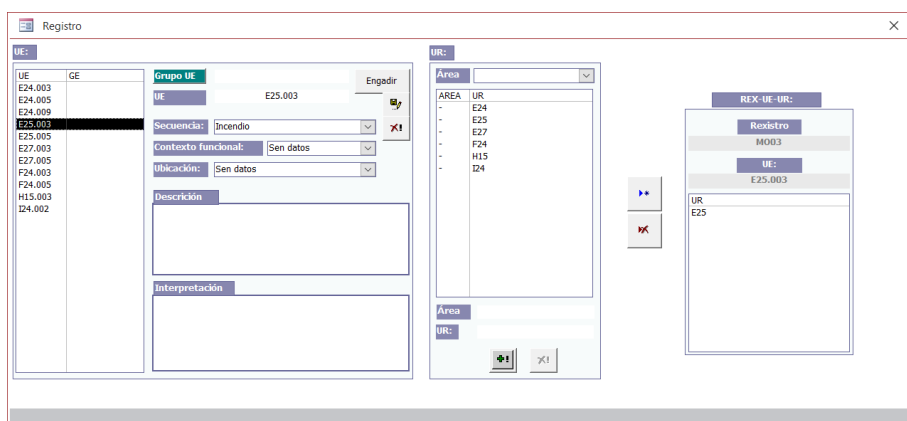 Registro
UE:
UE GE
E24.003
E24.005
E24.009
E25.003
E25.005
E27.003
E27.005
F24.003
F24.005
H15.003
I24.002
Grupo UE
Engadir
UE E25.003
Secuencia: Incendio
Contexto funcional: Sen datos
Ubicación: Sen datos
Descrición
Interpretación
UR:
Área
AREA UR
- E24
- E25
- E27
- F24
- H15
- I24
Área
UR:
REX-UE-UR:
Rexistro
MO03
UE:
E25.003
UR
E25